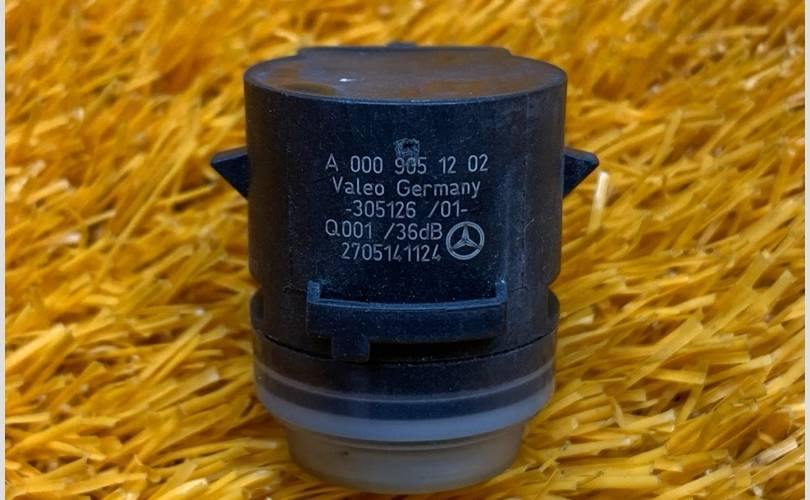 A 000 905 12 02
Valeo Germany
-305126 /01-
Q001 /36dB
2705141124